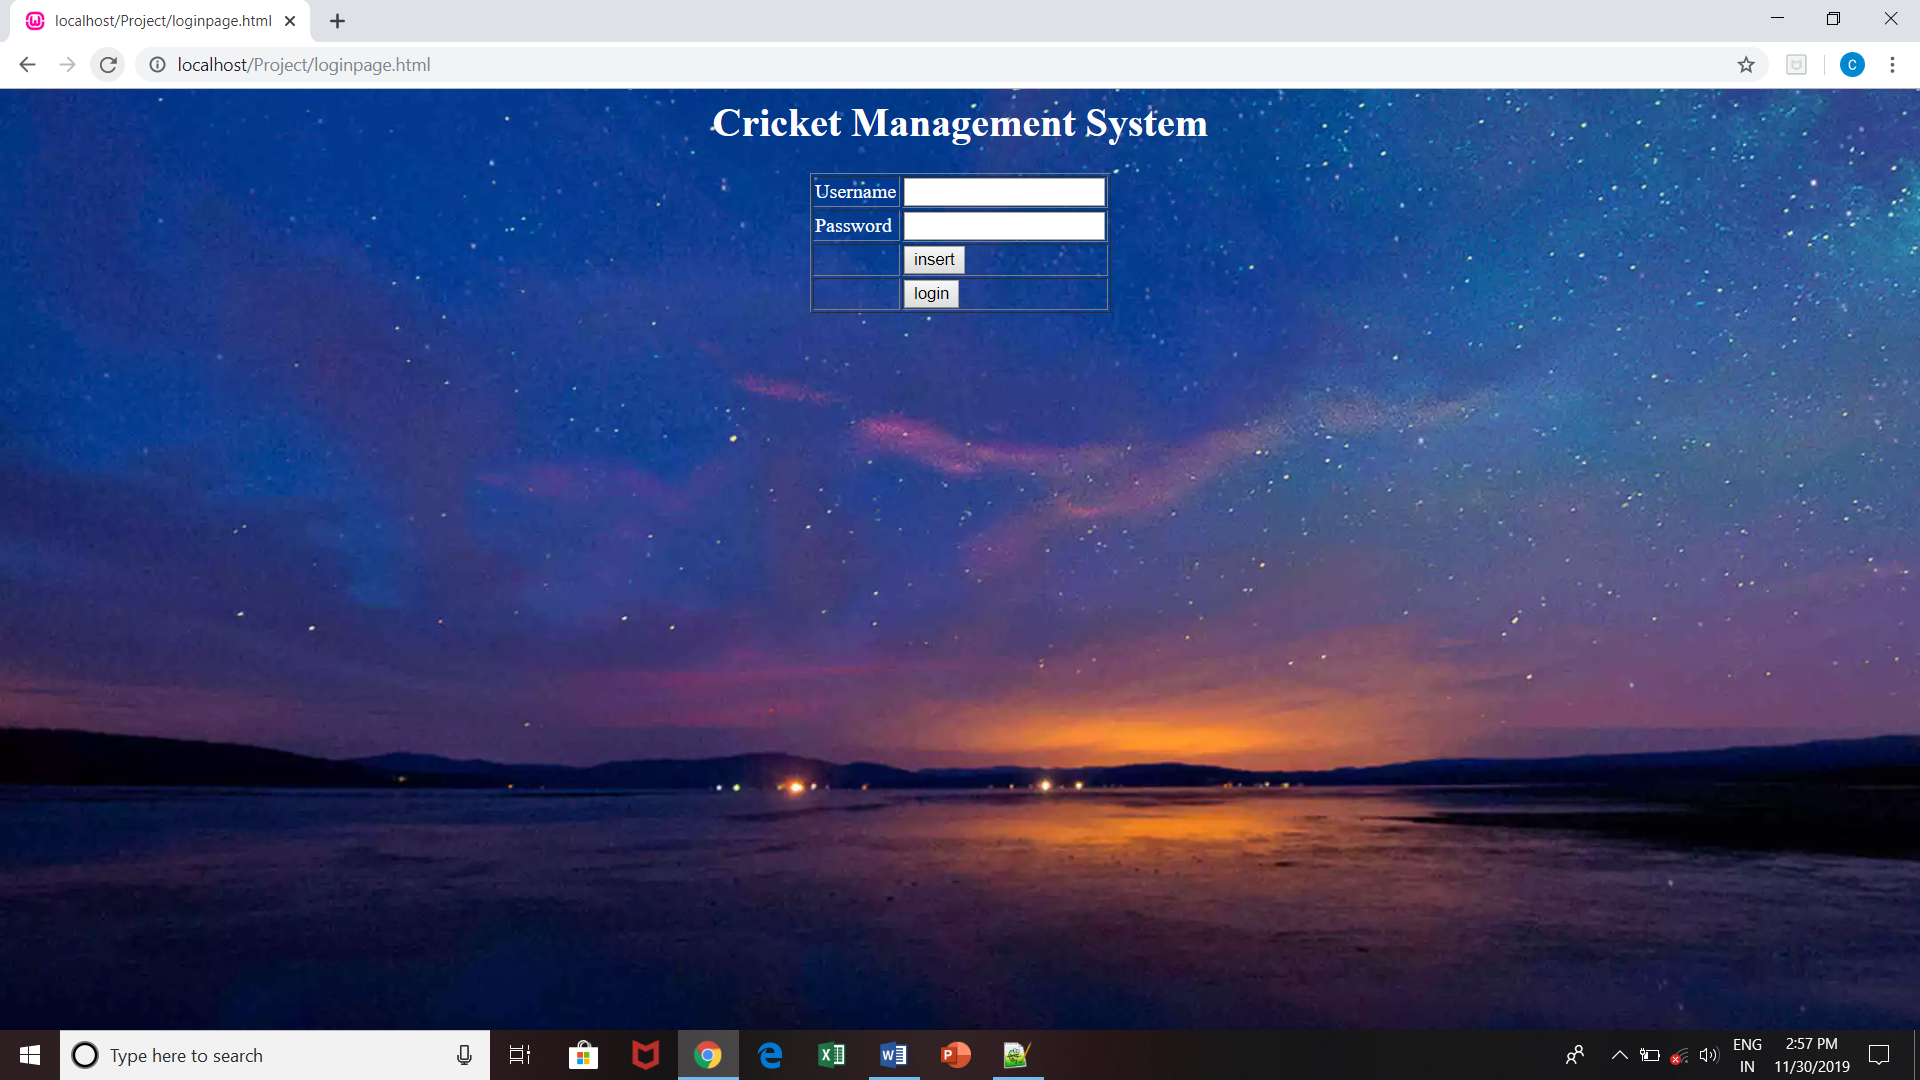 localhost/Project/loginpage.html
localhost/Project/loginpage.html
C
Cricket Management System
Username
Password
insert
login
Type here to search
ENG
IN
2:57 PM
11/30/2019